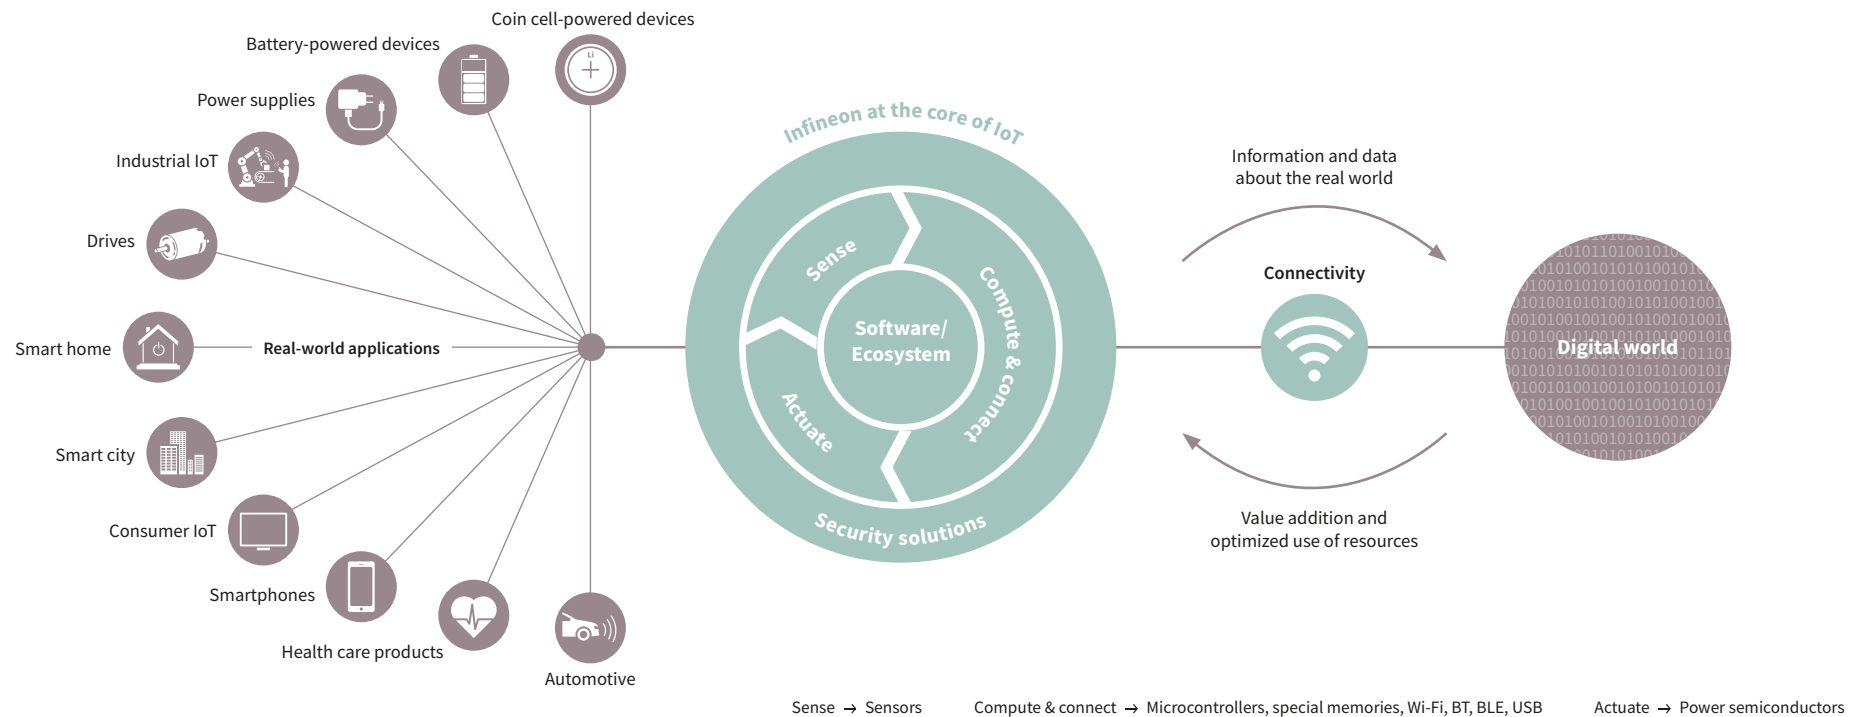 Coin cell-powered devices
Battery-powered devices
Li
Power supplies
Industrial IoT
Drives
Smart home
Real-world applications
Smart city
Consumer IoT
Smartphones
Health care products
Automotive
Infineon at the core of IoT
Sense
Compute & connect
Actuate
Software/
Ecosystem
Security solutions
Information and data
about the real world
Connectivity
Value addition and
optimized use of resources
Digital world
Sense → Sensors
Compute & connect → Microcontrollers, special memories, Wi-Fi, BT, BLE, USB
Actuate → Power semiconductors